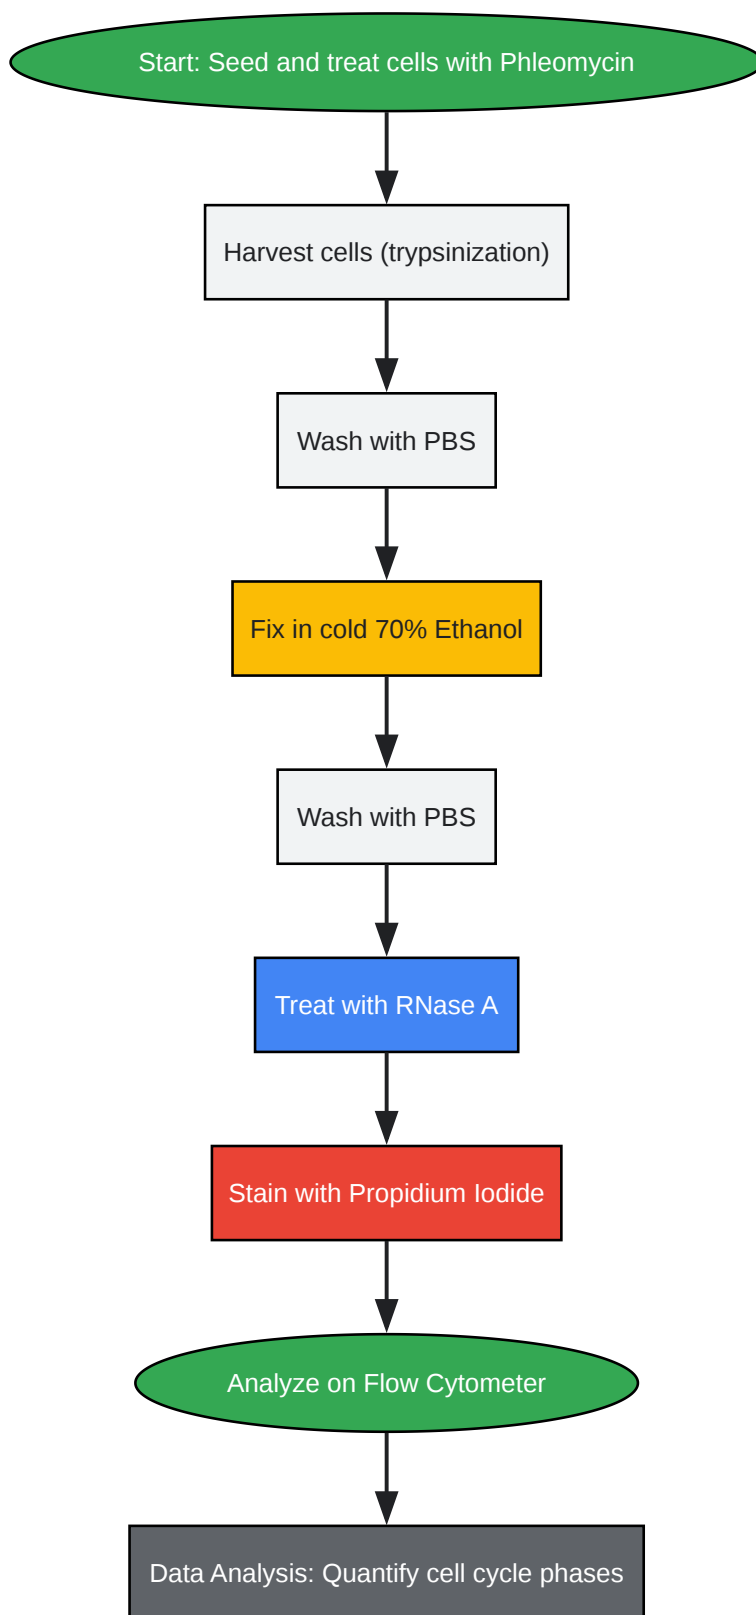 Start: Seed and treat cells with Phleomycin
Harvest cells (trypsinization)
Wash with PBS
Fix in cold 70% Ethanol
Wash with PBS
Treat with RNase A
Stain with Propidium Iodide
Analyze on Flow Cytometer
Data Analysis: Quantify cell cycle phases